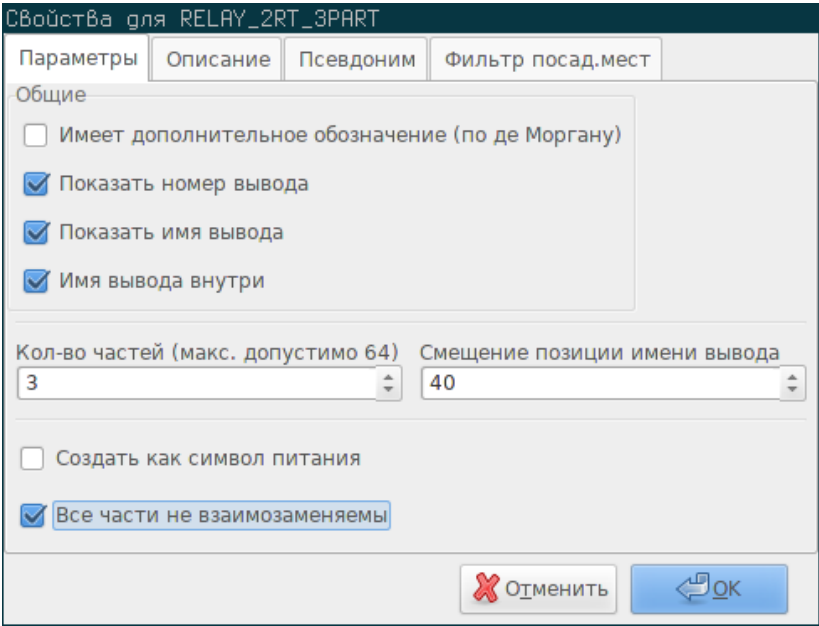 Свойства для RELAY_2RT_3PART
Параметры Описание Псевдоним Фильтр посад.мест
Общие
Имеет дополнительное обозначение (по де Моргану)
Показать номер вывода
Показать имя вывода
Имя вывода внутри
Кол-во частей (макс. допустимо 64) Смещение позиции имени вывода
3 40
Создать как символ питания
Все части не взаимозаменяемы
Отменить OK